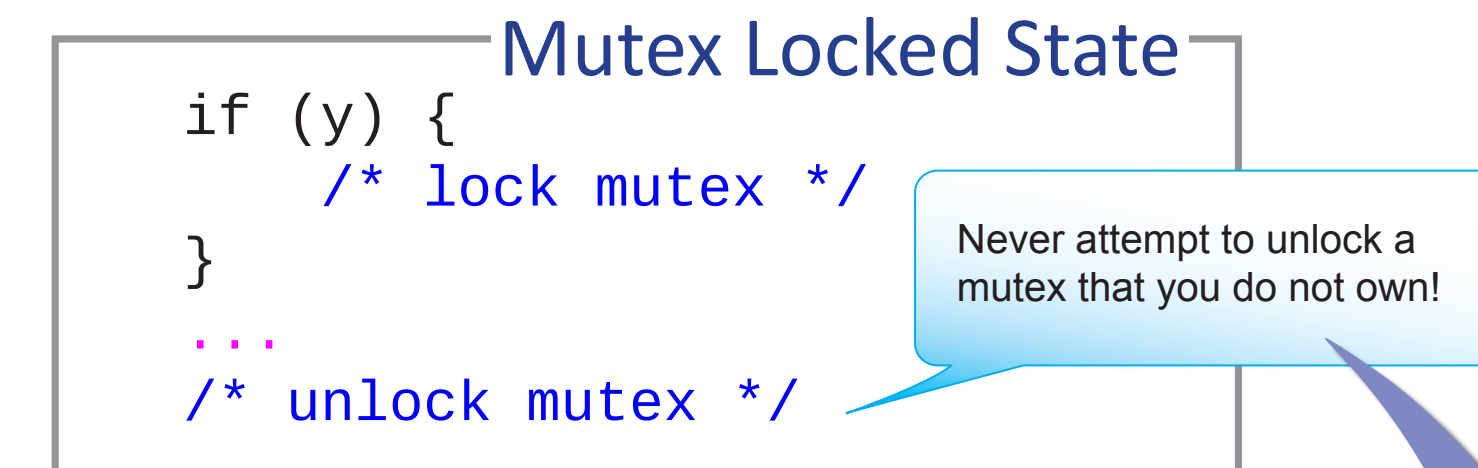 Mutex Locked State
if (y) {
/* lock mutex */
}
...
/* unlock mutex */
Never attempt to unlock a
mutex that you do not own!